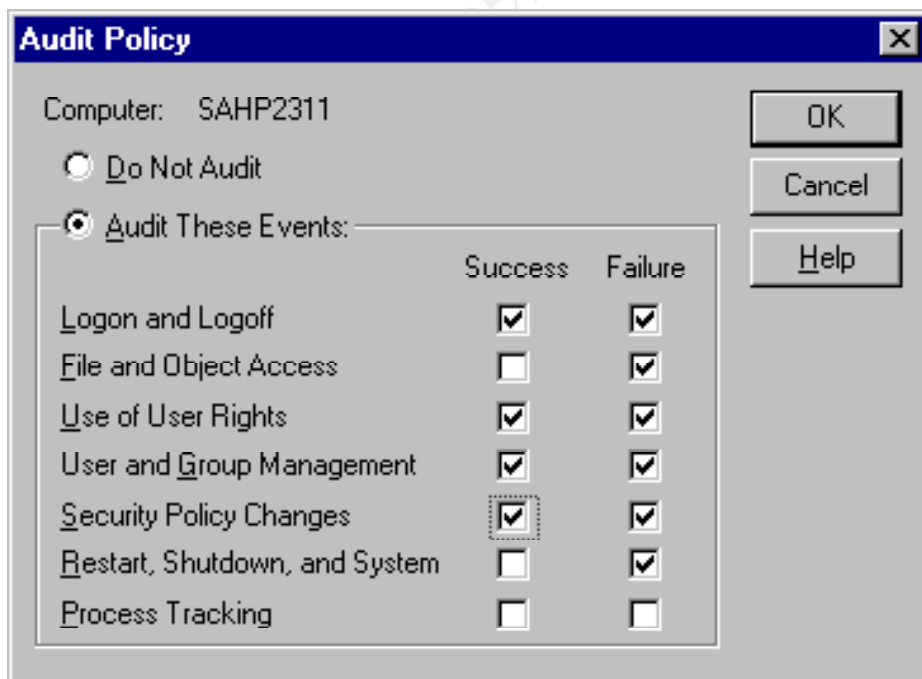 Audit Policy
Computer: SAHP2311
OK
Do Not Audit
Cancel
Audit These Events:
Help
Success Failure
Logon and Logoff
File and Object Access
Use of User Rights
User and Group Management
Security Policy Changes
Restart, Shutdown, and System
Process Tracking